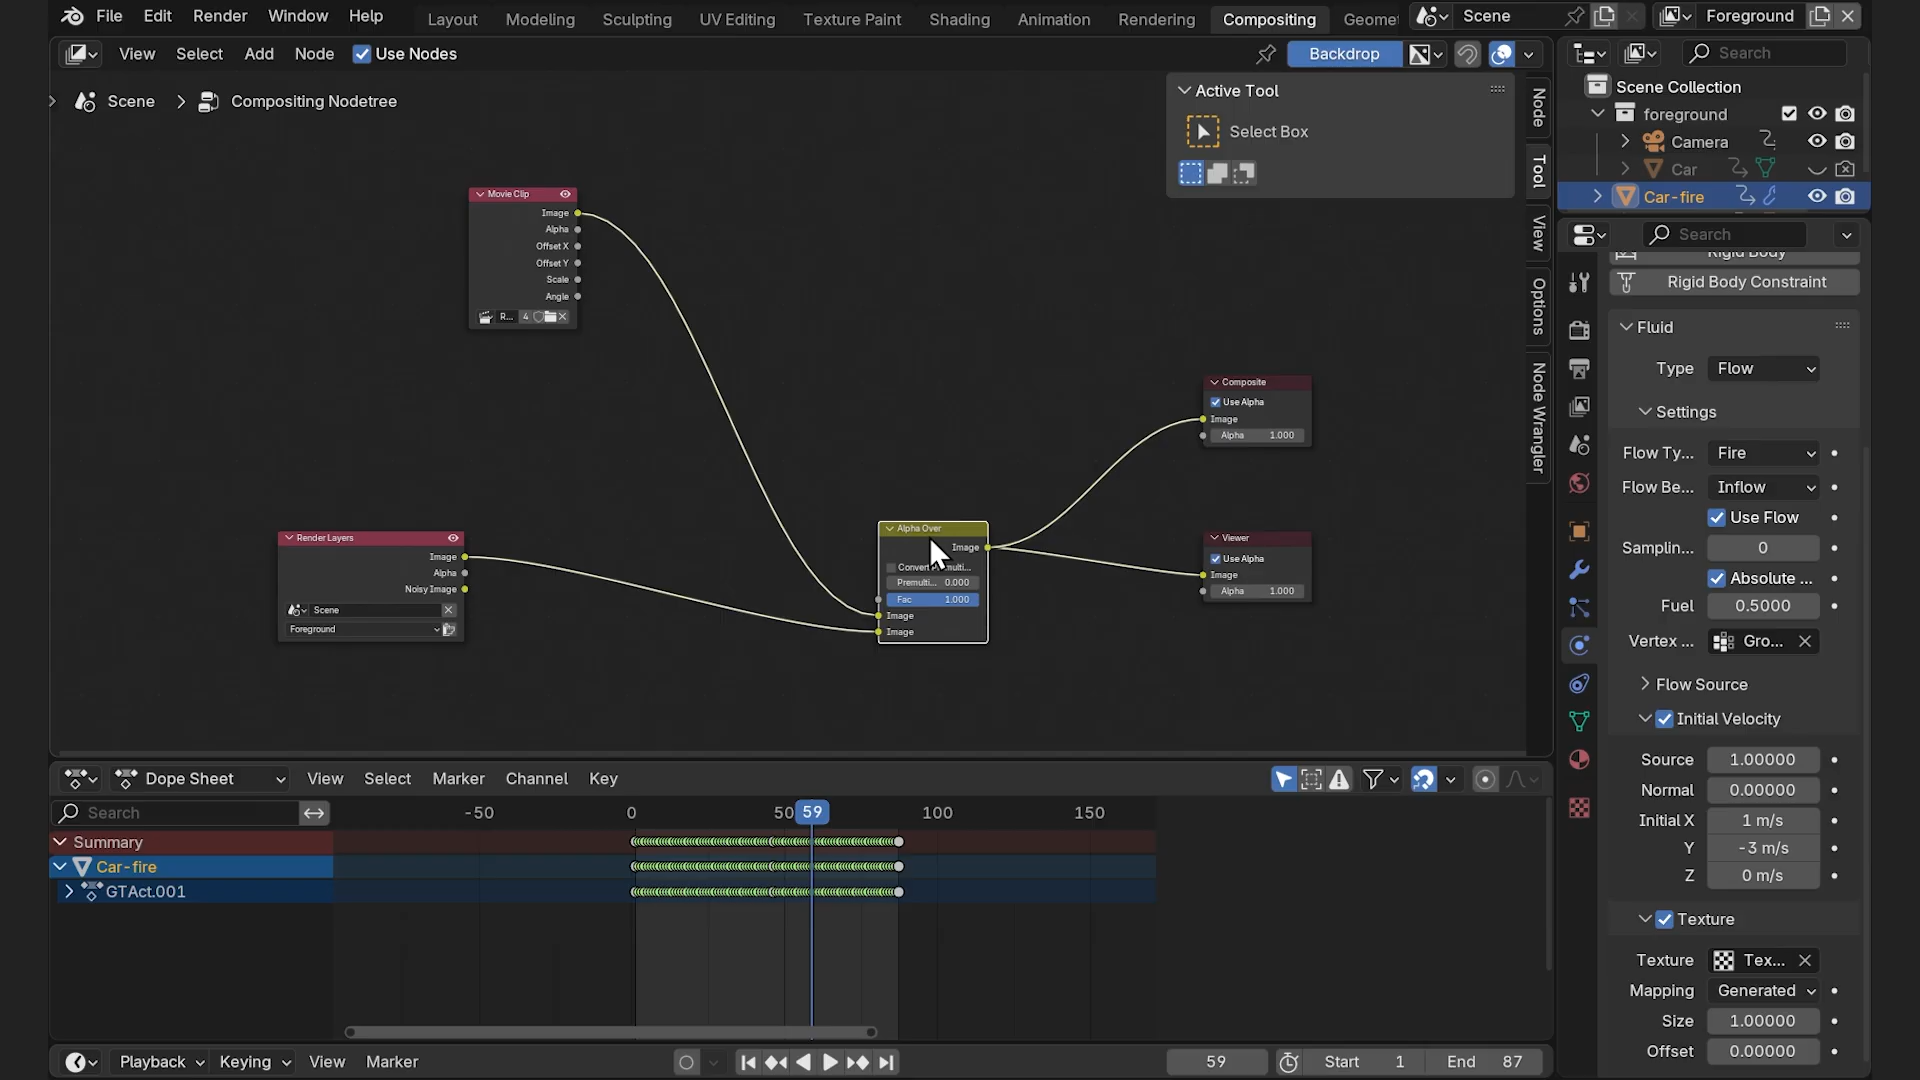 File Edit Render Window Help Layout Modeling Sculpting UV Editing Texture Paint Shading Animation Rendering Compositing Geomet Scene Foreground
View Select Add Node Use Nodes Backdrop
Scene Compositing Nodetree
Active Tool
Select Box
Node
Tool
View
Options
Node Wrangler
Movie Clip
Image
Alpha
Offset X
Offset Y
Scale
Angle
R... 4
Render Layers
Image
Alpha
Noisy Image
Scene
Foreground
Alpha Over
Image
Premulti... 0.000
Fac 1.000
Image
Image
Composite
Use Alpha
Image
Alpha 1.000
Viewer
Use Alpha
Image
Alpha 1.000
Search
Scene Collection
foreground
Camera
Car
Car-fire
Search
Rigid Body
Rigid Body Constraint
Fluid
Type Flow
Settings
Flow Ty... Fire
Flow Be... Inflow
Use Flow
Samplin... 0
Absolute ...
Fuel 0.5000
Vertex ... Gro...
Flow Source
Initial Velocity
Source 1.00000
Normal 0.00000
Initial X 1 m/s
Y -3 m/s
Z 0 m/s
Texture
Texture Tex...
Mapping Generated
Size 1.00000
Offset 0.00000
Dope Sheet View Select Marker Channel Key
Search -50 0 50 59 100 150
Summary
Car-fire
GTAct.001
Playback Keying View Marker 59 Start 1 End 87